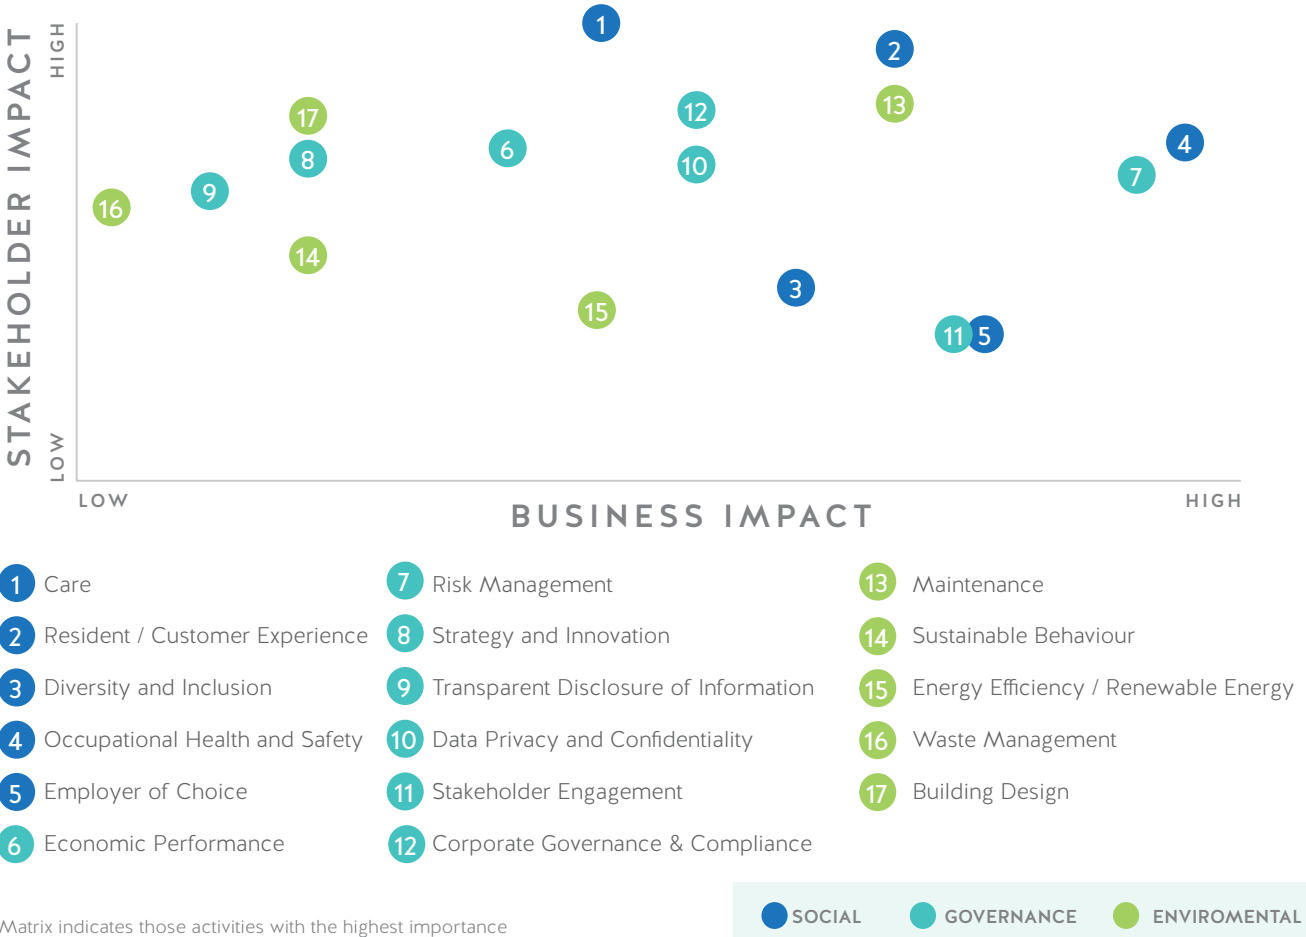 STAKEHOLDER IMPACT
HIGH
LOW
1
2
13
17
12
4
6
8
10
7
9
16
14
3
15
11 5
LOW
HIGH
BUSINESS IMPACT
1 Care
2 Resident / Customer Experience
3 Diversity and Inclusion
4 Occupational Health and Safety
5 Employer of Choice
6 Economic Performance
7 Risk Management
8 Strategy and Innovation
9 Transparent Disclosure of Information
10 Data Privacy and Confidentiality
11 Stakeholder Engagement
12 Corporate Governance & Compliance
13 Maintenance
14 Sustainable Behaviour
15 Energy Efficiency / Renewable Energy
16 Waste Management
17 Building Design
Matrix indicates those activities with the highest importance
SOCIAL GOVERNANCE ENVIROMENTAL